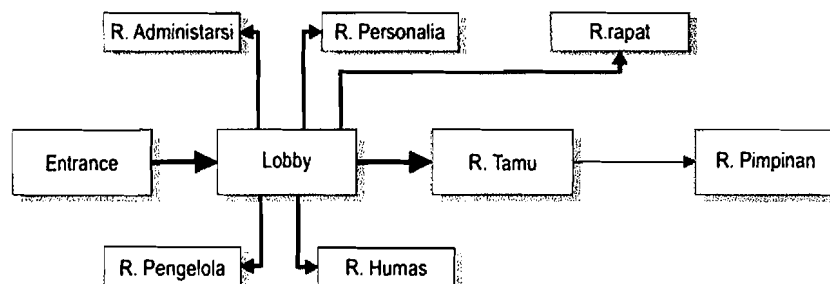 R. Administarsi
R. Personalia
R.rapat
Entrance
Lobby
R. Tamu
R. Pimpinan
R. Pengelola
R. Humas